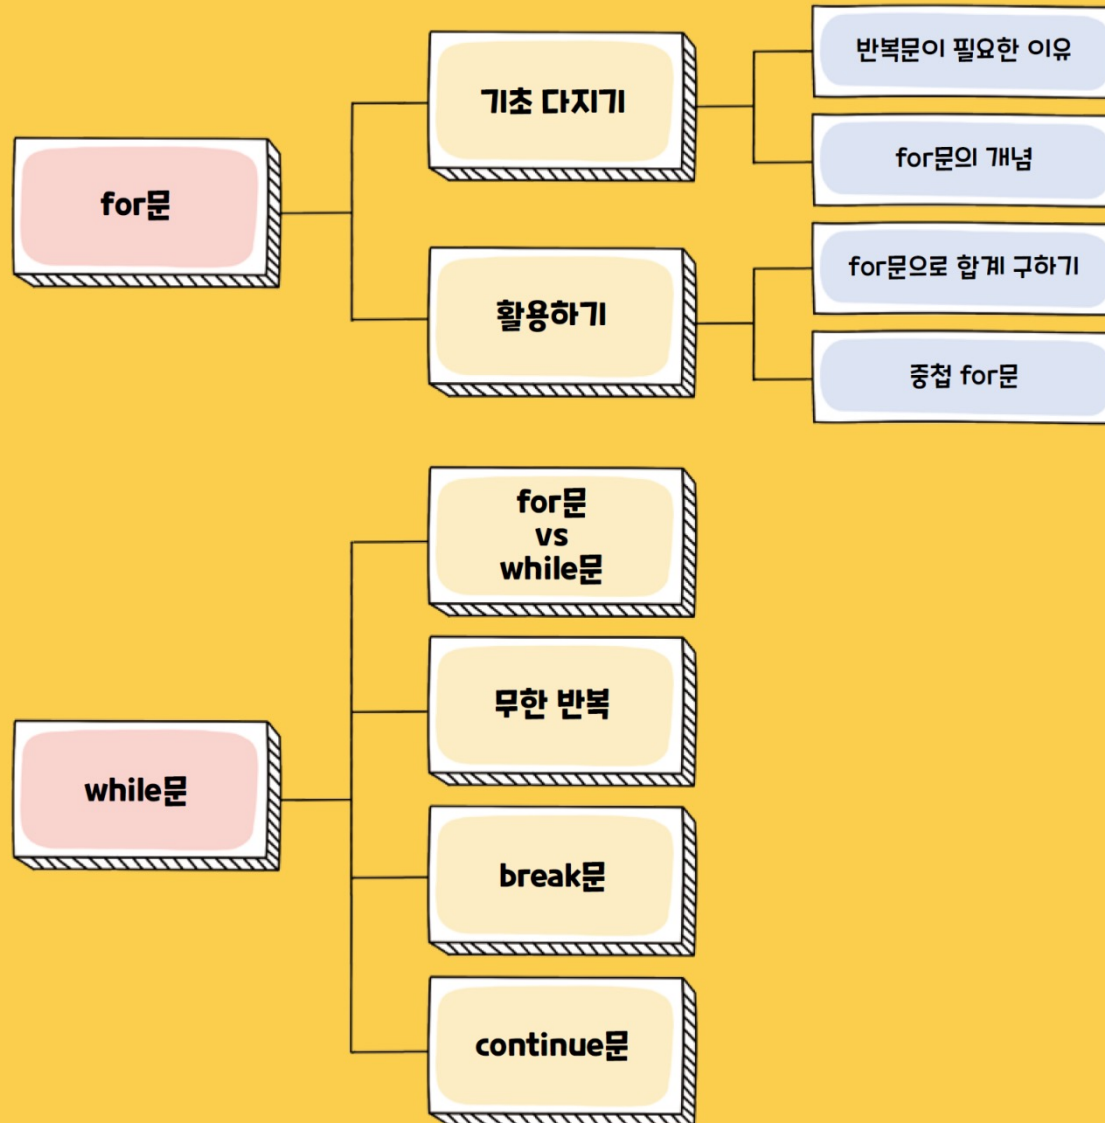 for문
기초 다지기
반복문이 필요한 이유
for문의 개념
활용하기
for문으로 합계 구하기
중첩 for문
while문
for문
vs
while문
무한 반복
break문
continue문